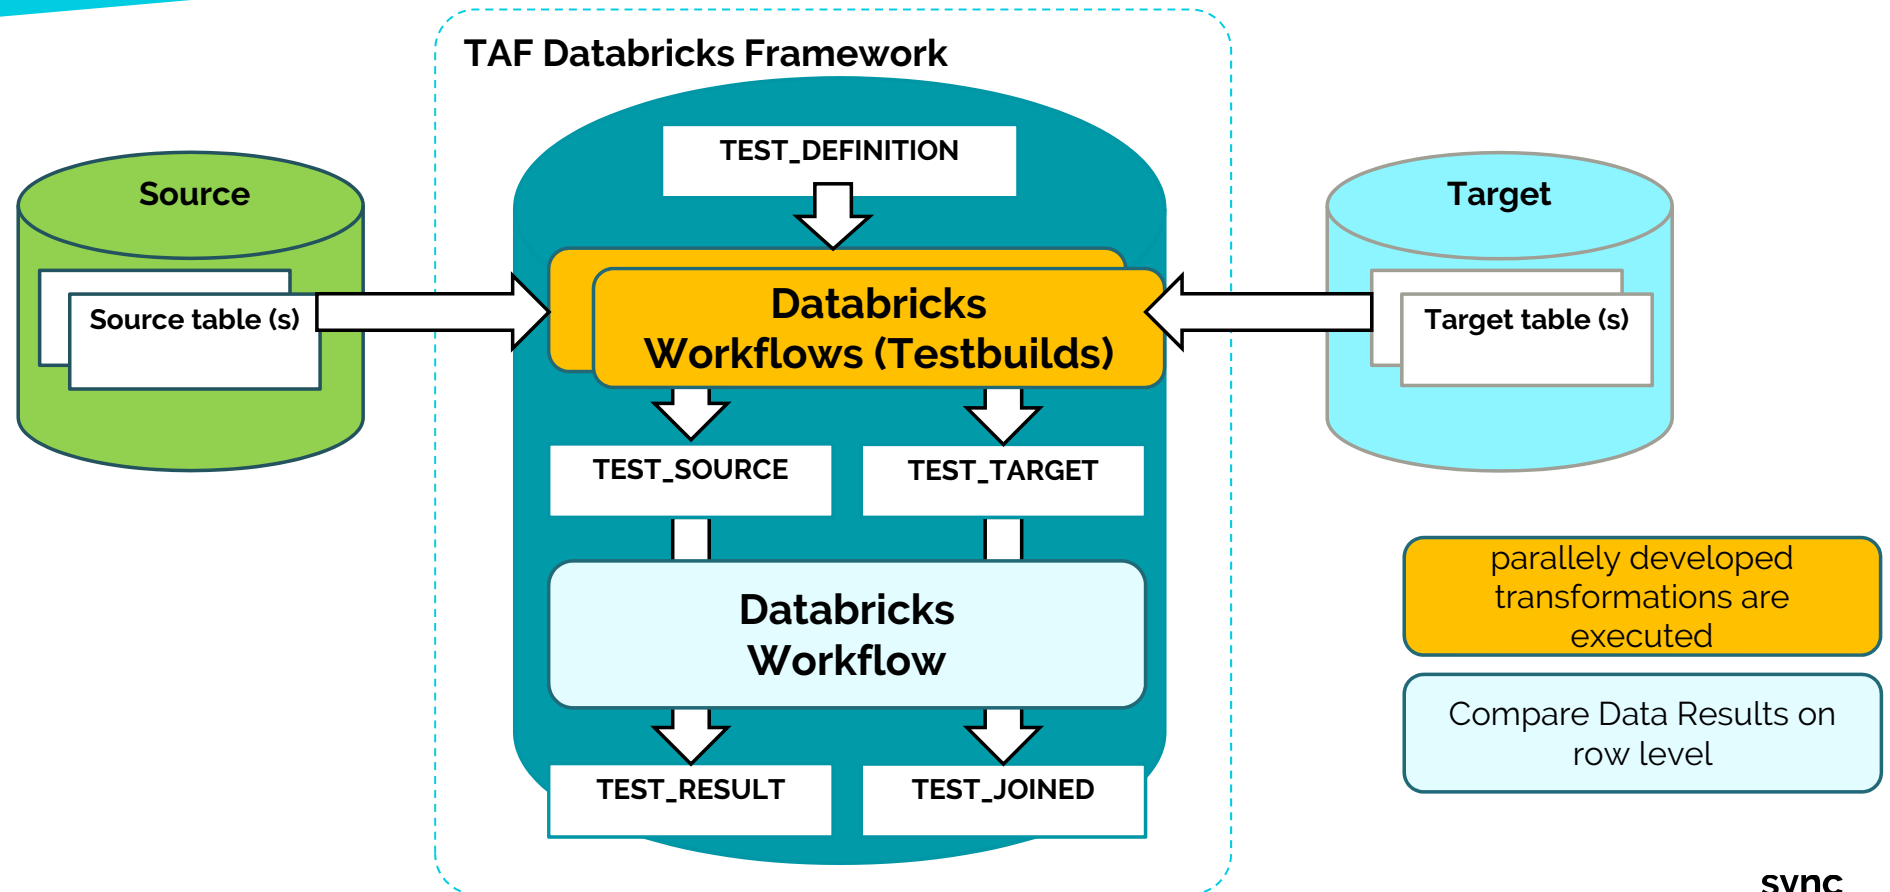 TAF Databricks Framework
TEST_DEFINITION
Source
Source table (s)
Databricks
Workflows (Testbuilds)
Target
Target table (s)
TEST_SOURCE
TEST_TARGET
Databricks
Workflow
TEST_RESULT
TEST_JOINED
parallely developed
transformations are
executed
Compare Data Results on
row level
sync